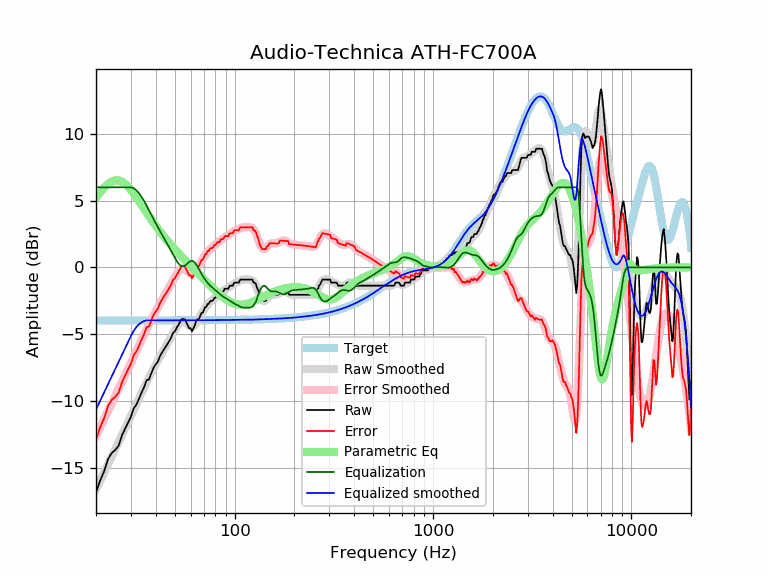 Audio-Technica ATH-FC700A
Amplitude (dBr)
10
5
0
−5
−10
−15
Target
Raw Smoothed
Error Smoothed
Raw
Error
Parametric Eq
Equalization
Equalized smoothed
100
1000
10000
Frequency (Hz)